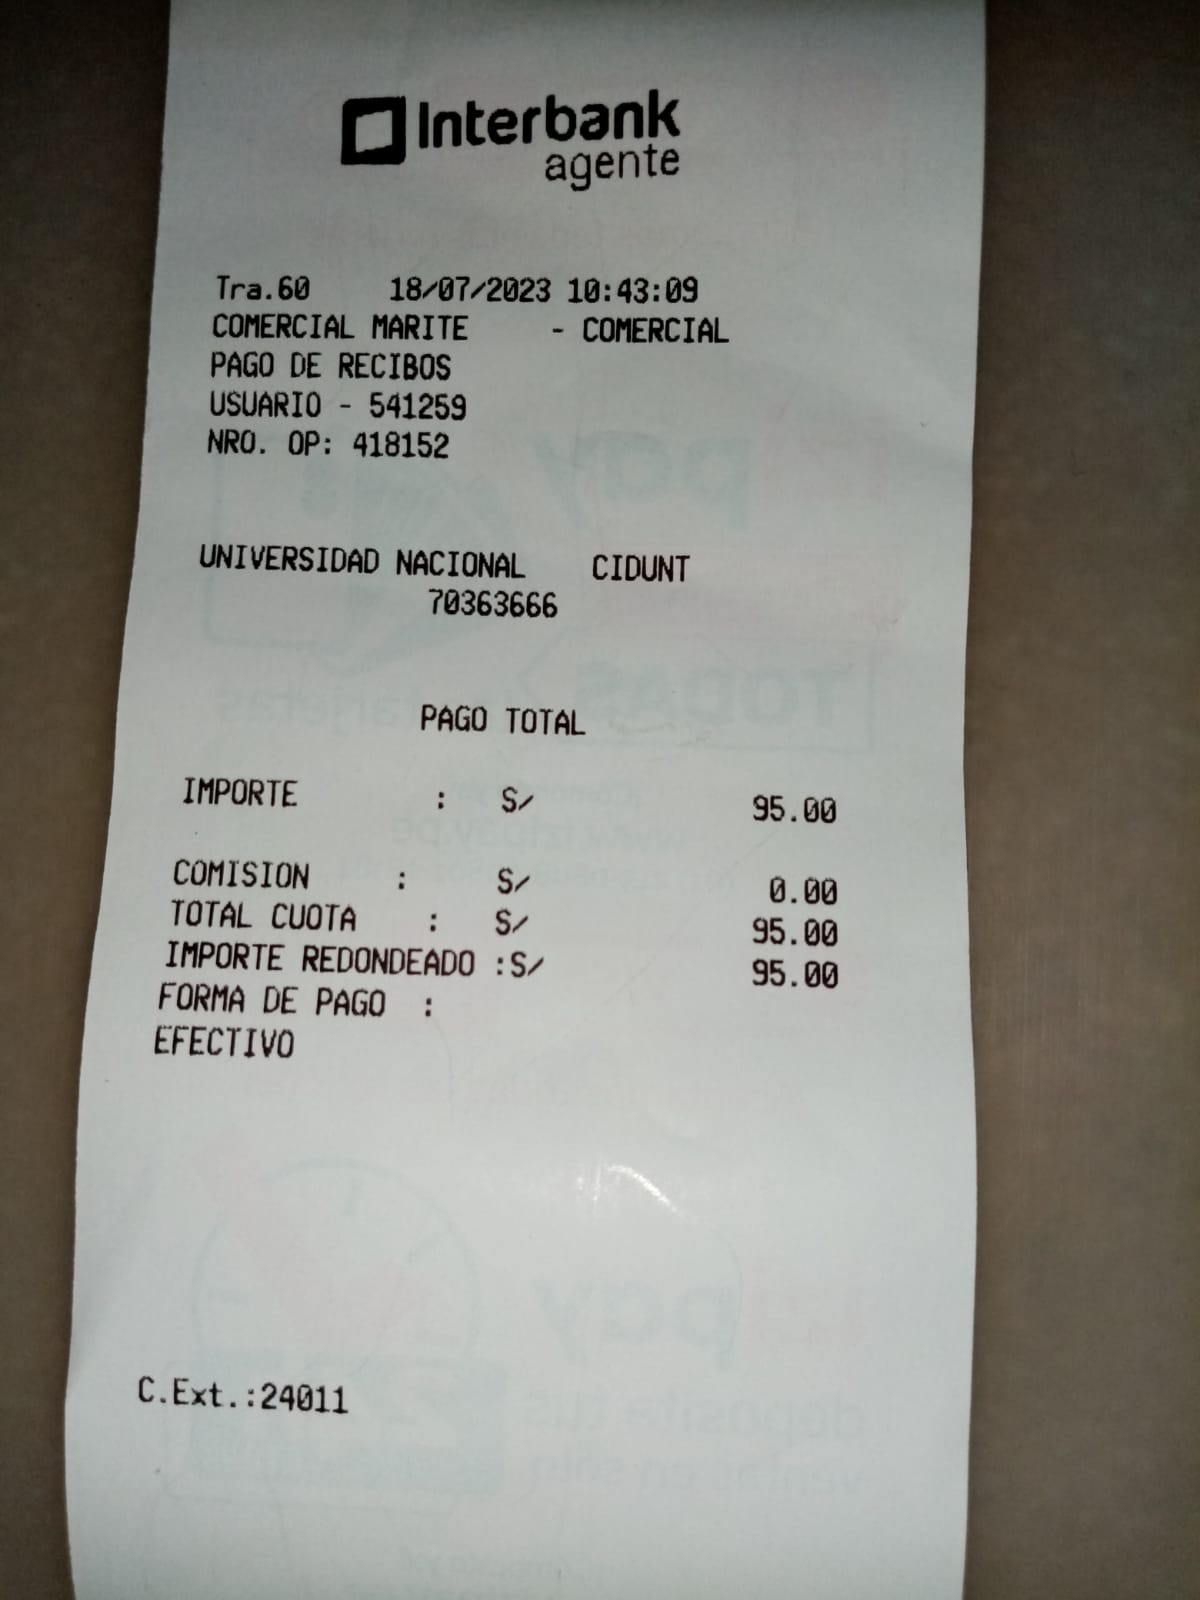 Interbank
agente
Tra.60 18/07/2023 10:43:09
COMERCIAL MARITE - COMERCIAL
PAGO DE RECIBOS
USUARIO - 541259
NRO. OP: 418152
UNIVERSIDAD NACIONAL CIDUNT
70363666
PAGO TOTAL
IMPORTE : S/ 95.00
COMISION : S/ 0.00
TOTAL CUOTA : S/ 95.00
IMPORTE REDONDEADO :S/ 95.00
FORMA DE PAGO :
EFECTIVO
C.Ext.:24011